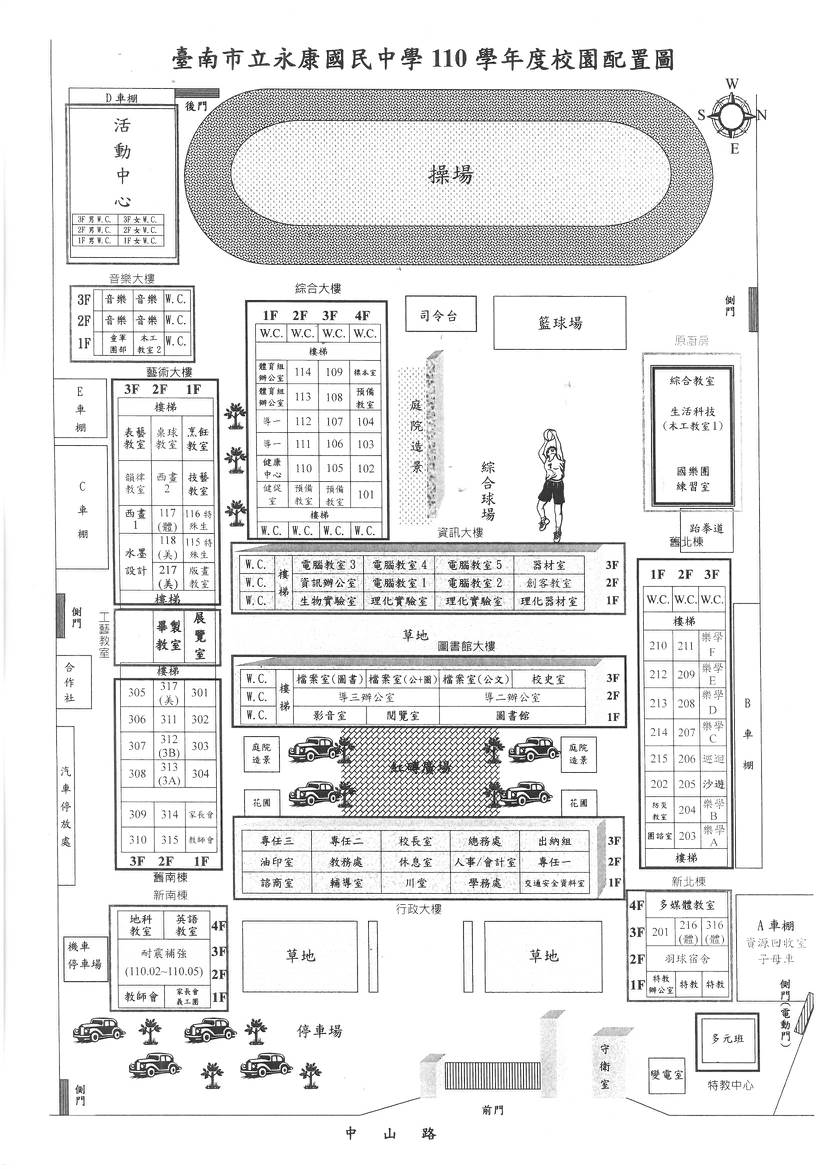 臺南市立永康國民中學 110 學年度校園配置圖
W
S N
E
D 車棚
後門
活動中心
3F 男 W.C. 3F 女 W.C.
2F 男 W.C. 2F 女 W.C.
1F 男 W.C. 1F 女 W.C.
操場
音樂大樓
3F 音樂 音樂 W.C.
2F 音樂 音樂
1F 童軍團部 木工教室2 W.C.
綜合大樓
1F 2F 3F 4F
W.C. W.C. W.C. W.C.
樓梯
體育組辦公室 114 109 標本室
體育組辦公室 113 108 預備教室
導一 112 107 104
導一 111 106 103
健康中心 110 105 102
健促室 預備教室 預備教室 101
樓梯
W.C. W.C. W.C. W.C.
司令台
籃球場
側門
庭院造景
綜合球場
原廚房
綜合教室
生活科技
(木工教室1)
國樂團
練習室
跆拳道
E 車棚
C 車棚
藝術大樓
3F 2F 1F
樓梯
表藝教室 桌球教室 烹飪教室
韻律教室 西畫2 技藝教室
西畫1 117(體) 116特殊生
水墨設計 118(美) 115特殊生
217(美) 版畫教室
樓梯
側門
工藝教室
畢製教室 展覽室
資訊大樓
W.C. 樓梯 電腦教室 3 電腦教室 4 電腦教室 5 器材室 3F
W.C. 資訊辦公室 電腦教室 1 電腦教室 2 創客教室 2F
W.C. 生物實驗室 理化實驗室 理化實驗室 理化器材室 1F
草地
圖書館大樓
W.C. 樓梯 檔案室(圖書) 檔案室(公+圖) 檔案室(公文) 校史室 3F
W.C. 導三辦公室 導二辦公室 2F
W.C. 影音室 閱覽室 圖書館 1F
舊北棟
1F 2F 3F
W.C. W.C. W.C.
樓梯
210 211 樂學F
212 209 樂學E
213 208 樂學D
214 207 樂學C
215 206 巡迴
202 205 沙遊
防災教室 204 樂學B
團諮室 203 樂學A
樓梯
B 車棚
合作社
汽車停放處
樓梯
305 317(美) 301
306 311 302
307 312(3B) 303
308 313(3A) 304
309 314 家長會
310 315 教師會
3F 2F 1F
舊南棟
庭院造景
紅磚廣場
庭院造景
花圃
花圃
專任三 專任二 校長室 總務處 出納組 3F
油印室 教務處 休息室 人事/會計室 專任一 2F
諮商室 輔導室 川堂 學務處 交通安全資料室 1F
行政大樓
新南棟
地科教室 英語教室 4F
耐震補強 3F
(110.02~110.05) 2F
教師會 家長會義工團 1F
機車停車場
草地
草地
新北棟
4F 多媒體教室
3F 201 216(體) 316(體)
2F 羽球宿舍
1F 特教辦公室 特教 特教
A 車棚
資源回收室
子母車
側門(電動門)
停車場
守衛室
變電室
多元班
特教中心
側門
前門
中 山 路